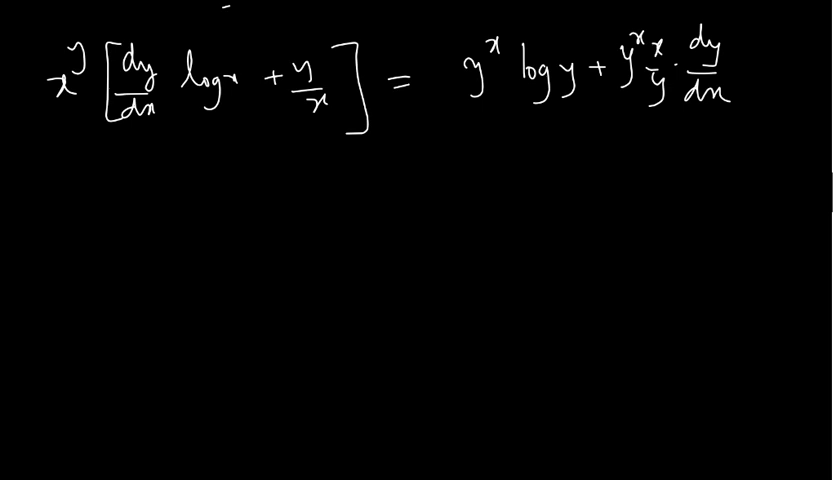 x^y [dy/dx log x + y/x] = y^x log y + y^x x/y · dy/dx